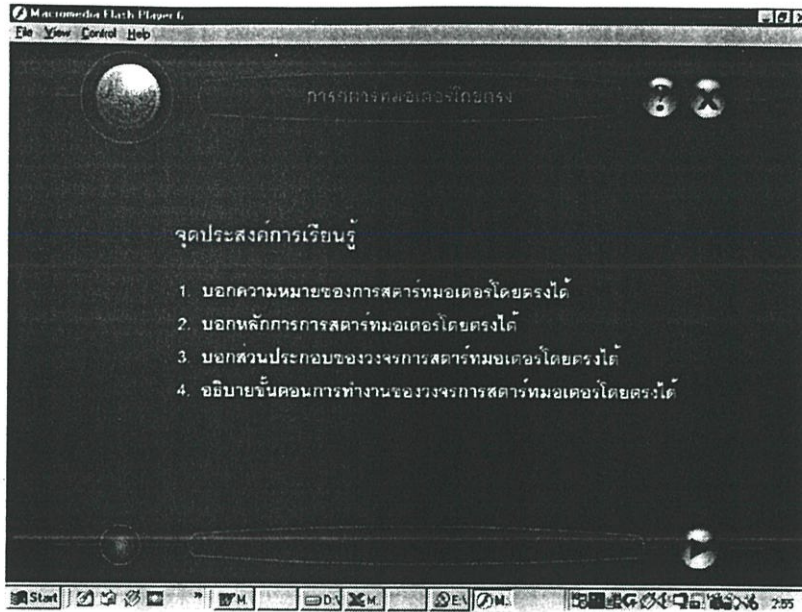 Macromedia Flash Player 6
File View Control Help
การสตาร์ทมอเตอร์โดยตรง
? X
จุดประสงค์การเรียนรู้
1. บอกความหมายของการสตาร์ทมอเตอร์โดยตรงได้
2. บอกหลักการการสตาร์ทมอเตอร์โดยตรงได้
3. บอกส่วนประกอบของวงจรการสตาร์ทมอเตอร์โดยตรงได้
4. อธิบายขั้นตอนการทำงานของวงจรการสตาร์ทมอเตอร์โดยตรงได้
Start M. D:\ M. E:\ M.